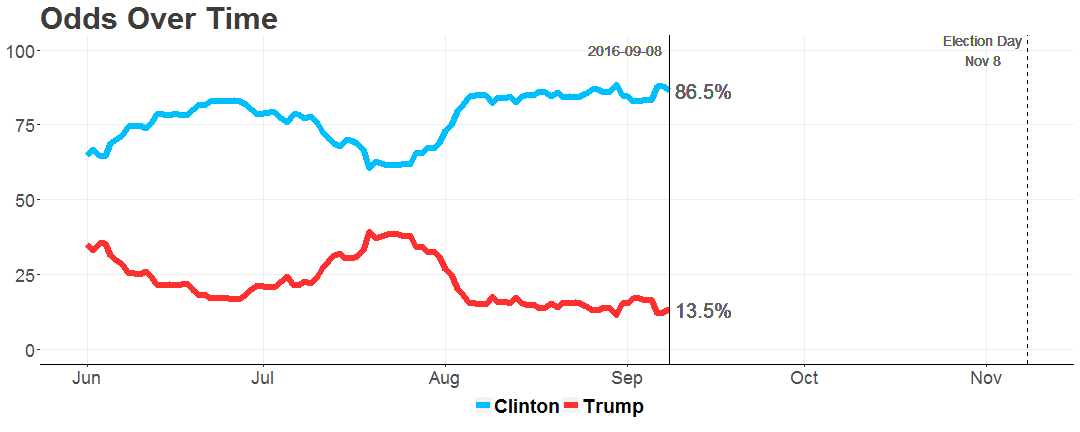 Odds Over Time
100
75
50
25
0
2016-09-08
Election Day
Nov 8
86.5%
13.5%
Jun Jul Aug Sep Oct Nov
Clinton Trump